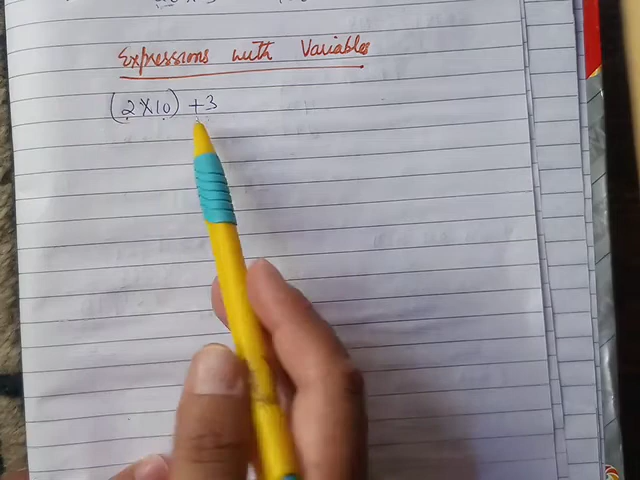 Expressions with Variables
(2×10) +3